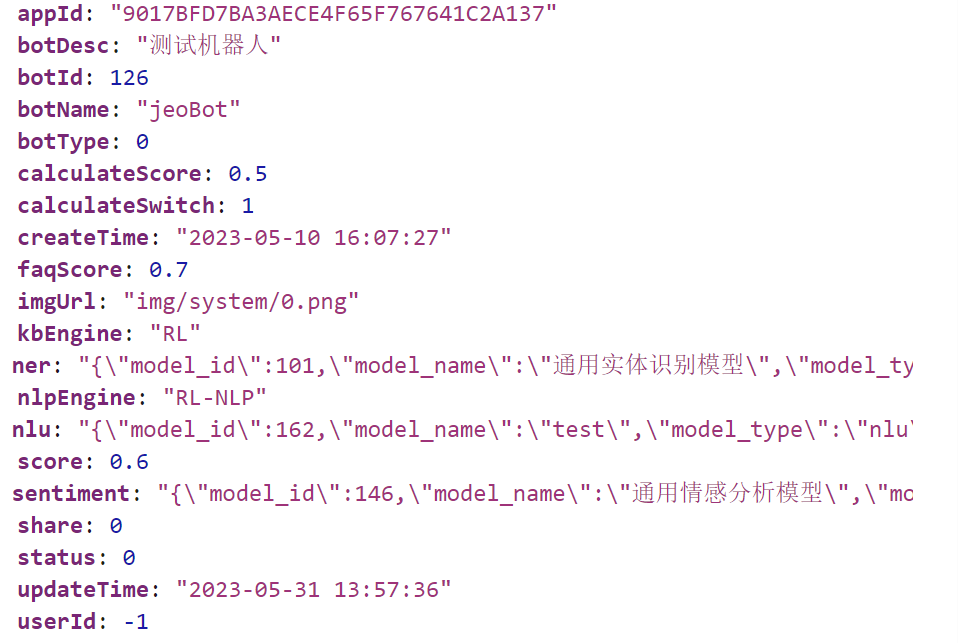 appId: "9017BFD7BA3AECE4F65F767641C2A137"
botDesc: "测试机器人"
botId: 126
botName: "jeoBot"
botType: 0
calculateScore: 0.5
calculateSwitch: 1
createTime: "2023-05-10 16:07:27"
faqScore: 0.7
imgUrl: "img/system/0.png"
kbEngine: "RL"
ner: "{\"model_id\":101,\"model_name\":\"通用实体识别模型\",\"model_ty
nlpEngine: "RL-NLP"
nlu: "{\"model_id\":162,\"model_name\":\"test\",\"model_type\":\"nlu\
score: 0.6
sentiment: "{\"model_id\":146,\"model_name\":\"通用情感分析模型\",\"mo
share: 0
status: 0
updateTime: "2023-05-31 13:57:36"
userId: -1